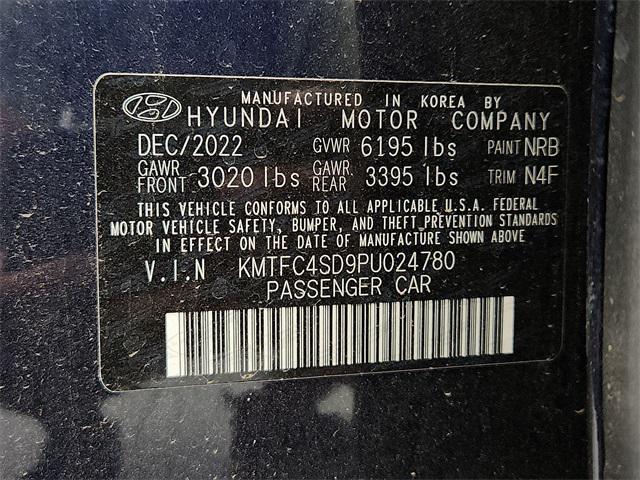 MANUFACTURED IN KOREA BY
HYUNDAI MOTOR COMPANY
DEC/2022 GVWR 6195 lbs PAINT NRB
GAWR FRONT 3020 lbs GAWR. REAR 3395 lbs TRIM N4F
THIS VEHICLE CONFORMS TO ALL APPLICABLE U.S.A. FEDERAL
MOTOR VEHICLE SAFETY, BUMPER, AND THEFT PREVENTION STANDARDS
IN EFFECT ON THE DATE OF MANUFACTURE SHOWN ABOVE
V.I.N KMTFC4SD9PU024780
PASSENGER CAR